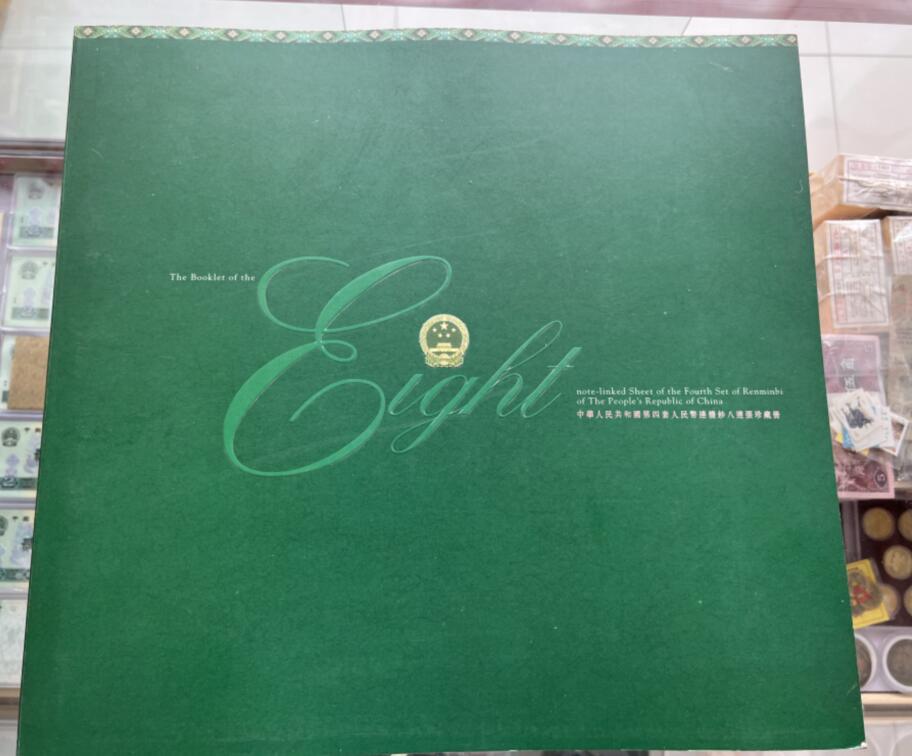 The Booklet of the
Eight
note-linked Sheet of the Fourth Set of Renminbi
of The People's Republic of China
中華人民共和國第四套人民幣連體鈔八連張珍藏冊